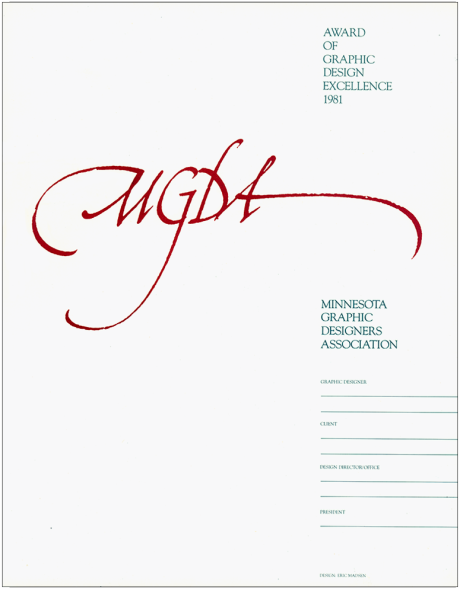 AWARD
OF
GRAPHIC
DESIGN
EXCELLENCE
1981
MGDA
MINNESOTA
GRAPHIC
DESIGNERS
ASSOCIATION
GRAPHIC DESIGNER
CLIENT
DESIGN DIRECTOR/OFFICE
PRESIDENT
DESIGN: ERIC MADSEN